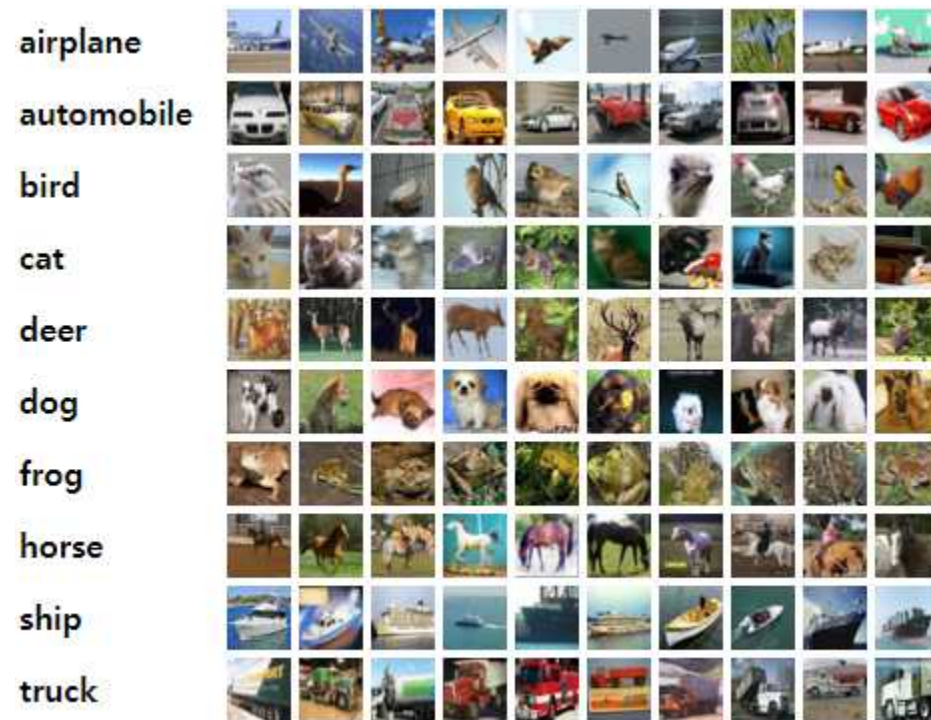 airplane
automobile
bird
cat
deer
dog
frog
horse
ship
truck